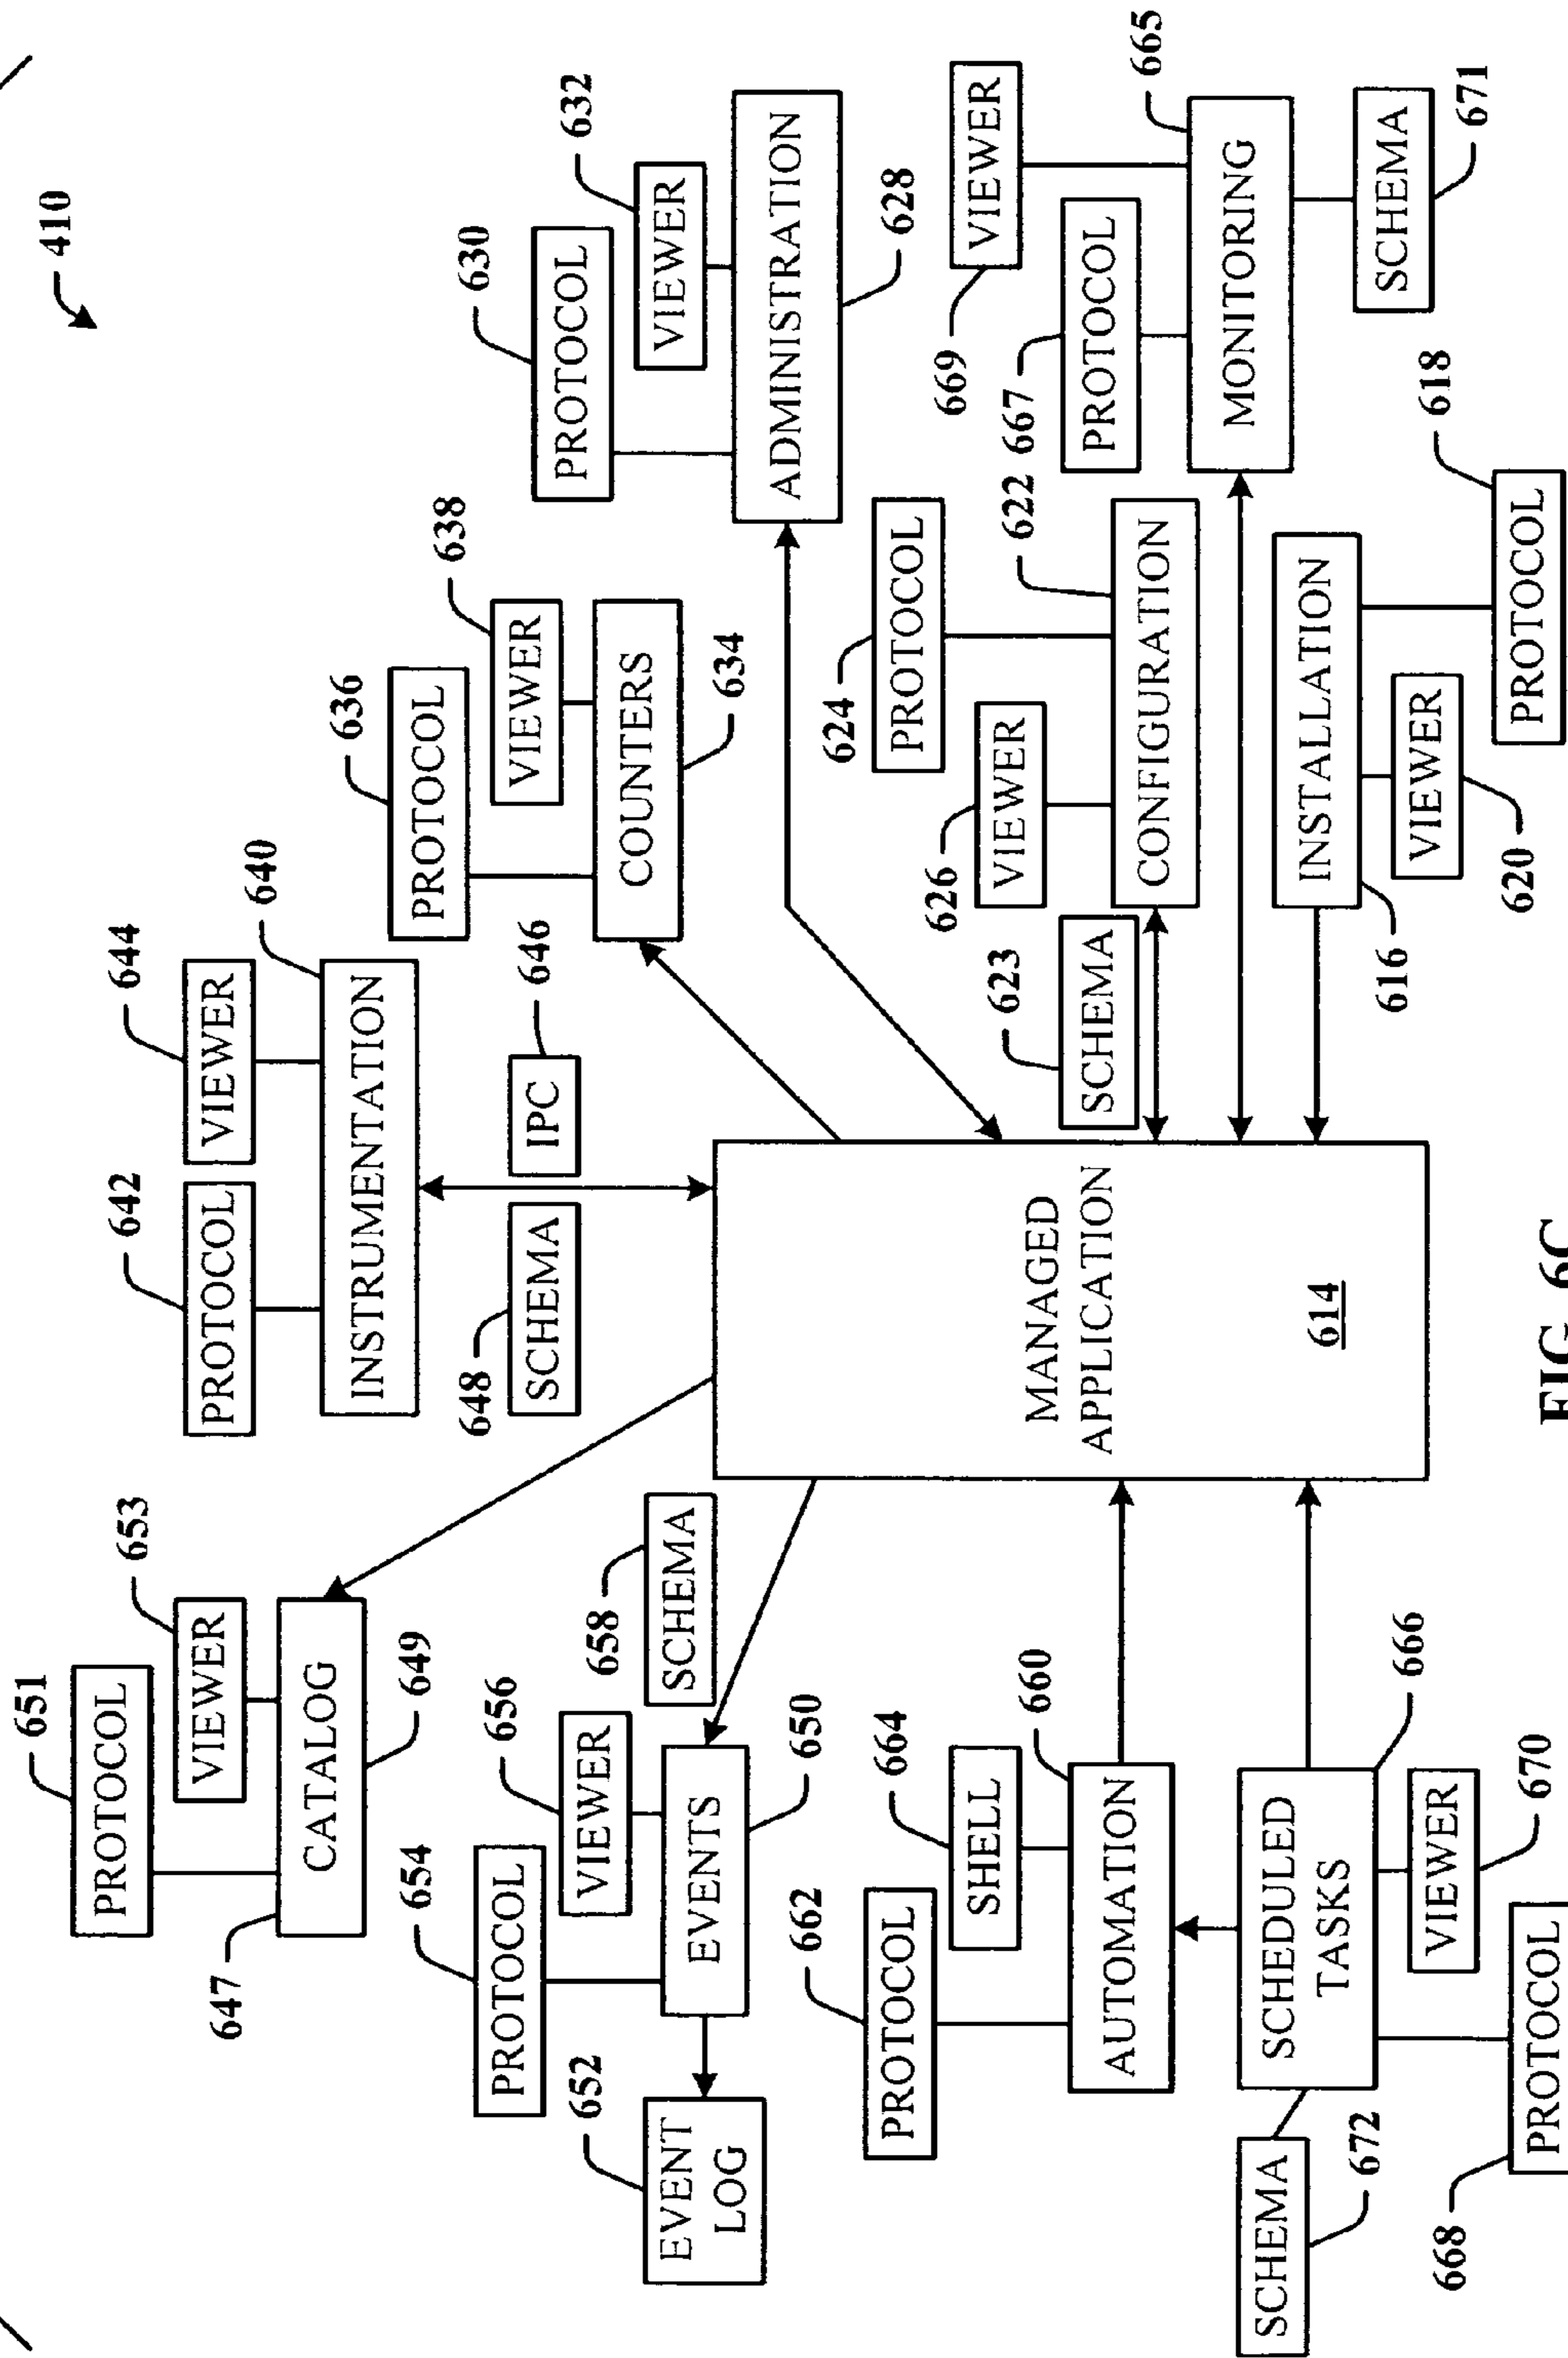 410
651
PROTOCOL
653
VIEWER
647
CATALOG
649
642
PROTOCOL
644
VIEWER
640
INSTRUMENTATION
648
SCHEMA
646
IPC
636
PROTOCOL
638
VIEWER
COUNTERS
634
630
PROTOCOL
632
VIEWER
ADMINISTRATION
628
654
PROTOCOL
656
VIEWER
658
SCHEMA
652
EVENT
LOG
EVENTS
650
662
PROTOCOL
664
SHELL
660
AUTOMATION
MANAGED
APPLICATION
614
624
PROTOCOL
626
VIEWER
623
SCHEMA
622
CONFIGURATION
669
VIEWER
667
PROTOCOL
665
MONITORING
SCHEMA
671
SCHEMA
672
SCHEDULED
TASKS
666
VIEWER
670
668
PROTOCOL
616
INSTALLATION
VIEWER
620
618
PROTOCOL
FIG. 6C